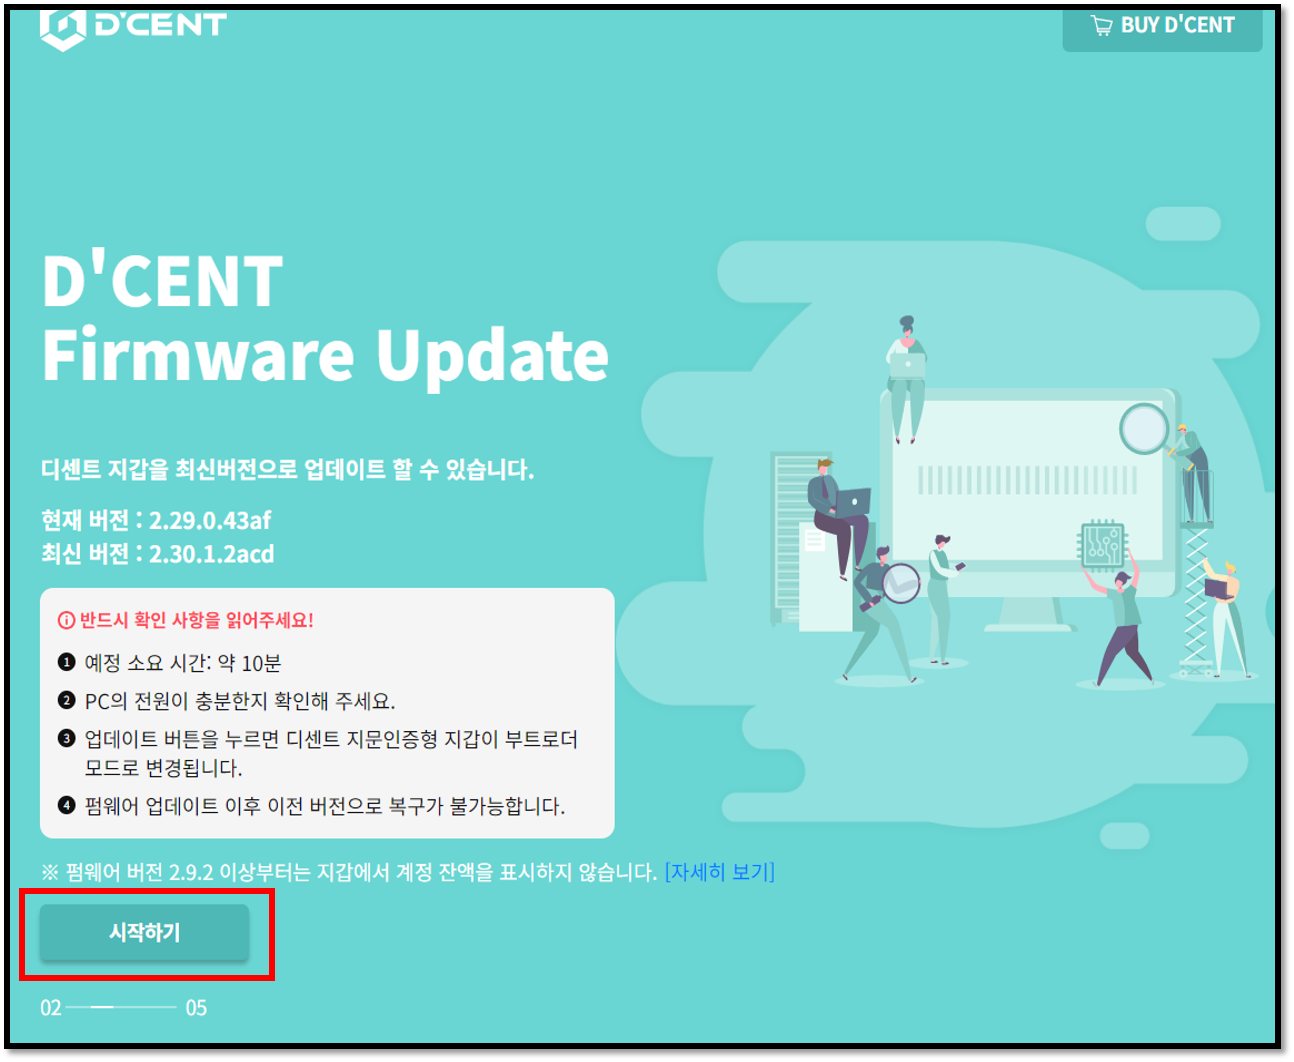 D'CENT
BUY D'CENT
D'CENT
Firmware Update
디센트 지갑을 최신버전으로 업데이트 할 수 있습니다.
현재 버전 : 2.29.0.43af
최신 버전 : 2.30.1.2acd
반드시 확인 사항을 읽어주세요!
1 예정 소요 시간: 약 10분
2 PC의 전원이 충분한지 확인해 주세요.
3 업데이트 버튼을 누르면 디센트 지문인증형 지갑이 부트로더
모드로 변경됩니다.
4 펌웨어 업데이트 이후 이전 버전으로 복구가 불가능합니다.
※ 펌웨어 버전 2.9.2 이상부터는 지갑에서 계정 잔액을 표시하지 않습니다. [자세히 보기]
시작하기
02 05